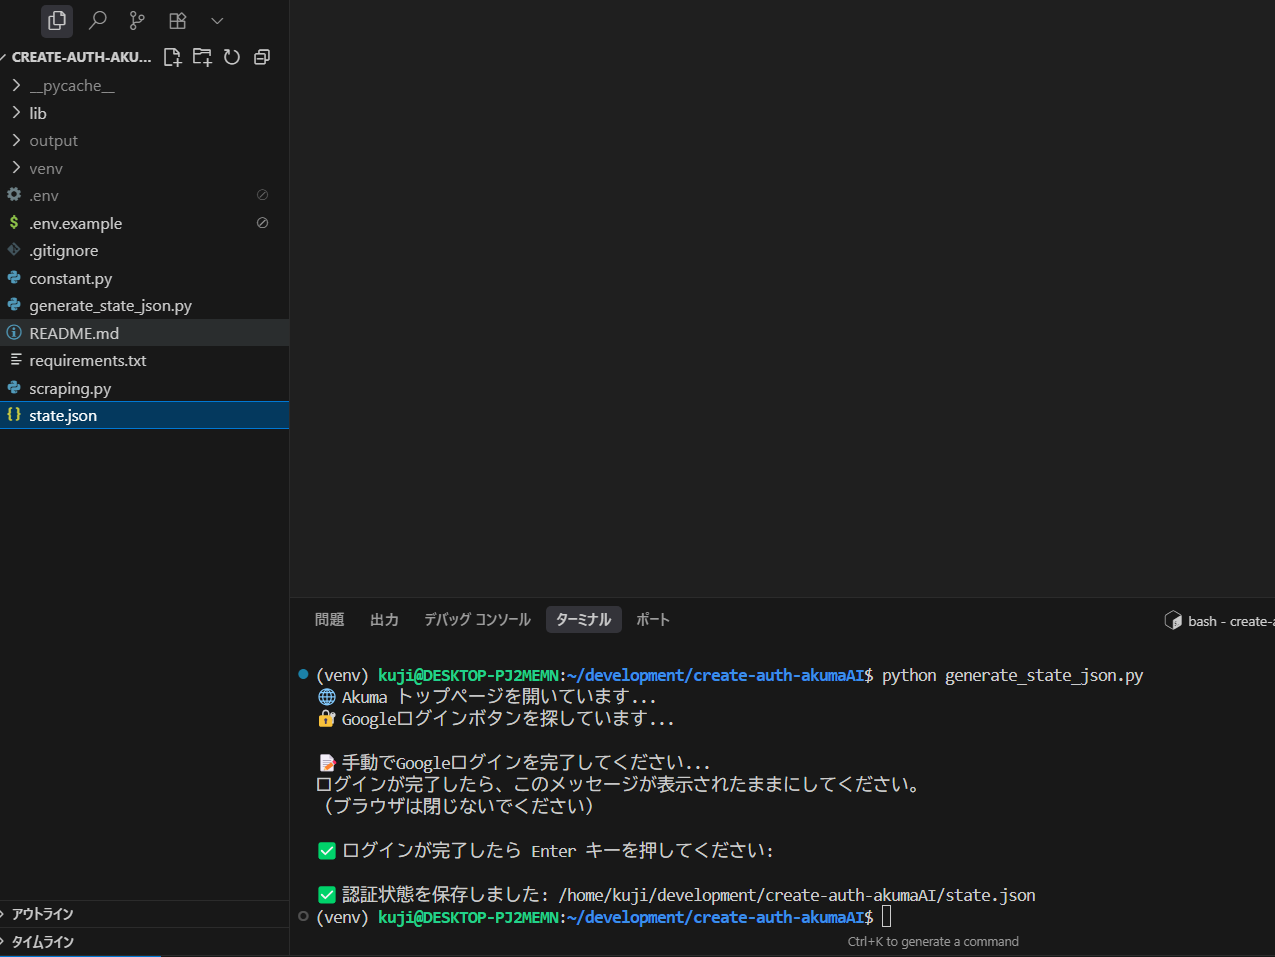 CREATE-AUTH-AKU...
__pycache__
lib
output
venv
.env
.env.example
.gitignore
constant.py
generate_state_json.py
README.md
requirements.txt
scraping.py
state.json
アウトライン
タイムライン
問題 出力 デバッグ コンソール ターミナル ポート
bash - create-a
(venv) kuji@DESKTOP-PJ2MEMN:~/development/create-auth-akumaAI$ python generate_state_json.py
🌐 Akuma トップページを開いています...
🔐 Googleログインボタンを探しています...
📝 手動でGoogleログインを完了してください...
ログインが完了したら、このメッセージが表示されたままにしてください。
（ブラウザは閉じないでください）
✅ ログインが完了したら Enter キーを押してください:
✅ 認証状態を保存しました: /home/kuji/development/create-auth-akumaAI/state.json
(venv) kuji@DESKTOP-PJ2MEMN:~/development/create-auth-akumaAI$
Ctrl+K to generate a command